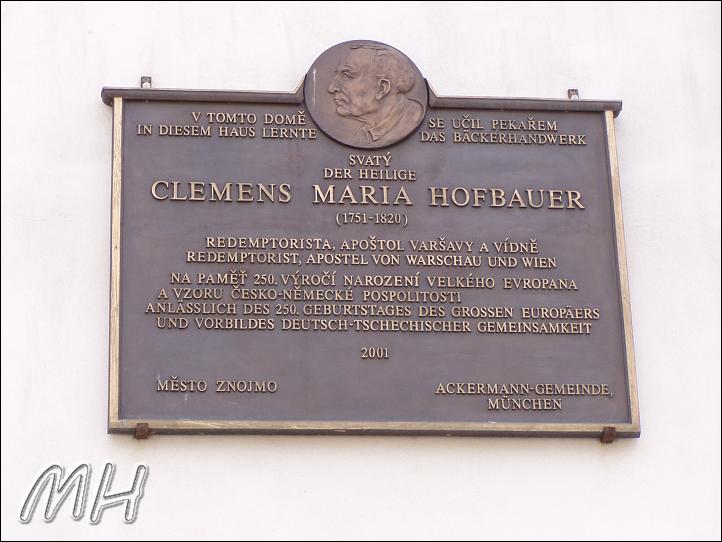 V TOMTO DOMĚ SE UČIL PEKAŘEM
IN DIESEM HAUS LERNTE DAS BÄCKERHANDWERK
SVATÝ
DER HEILIGE
CLEMENS MARIA HOFBAUER
(1751-1820)
REDEMPTORISTA, APOŠTOL VARŠAVY A VÍDNĚ
REDEMPTORIST, APOSTEL VON WARSCHAU UND WIEN
NA PAMĚŤ 250. VÝROČÍ NAROZENÍ VELKÉHO EVROPANA
A VZORU ČESKO-NĚMECKÉ POSPOLITOSTI
ANLÄSSLICH DES 250. GEBURTSTAGES DES GROSSEN EUROPÄERS
UND VORBILDES DEUTSCH-TSCHECHISCHER GEMEINSAMKEIT
2001
MĚSTO ZNOJMO
ACKERMANN-GEMEINDE,
MÜNCHEN
MH